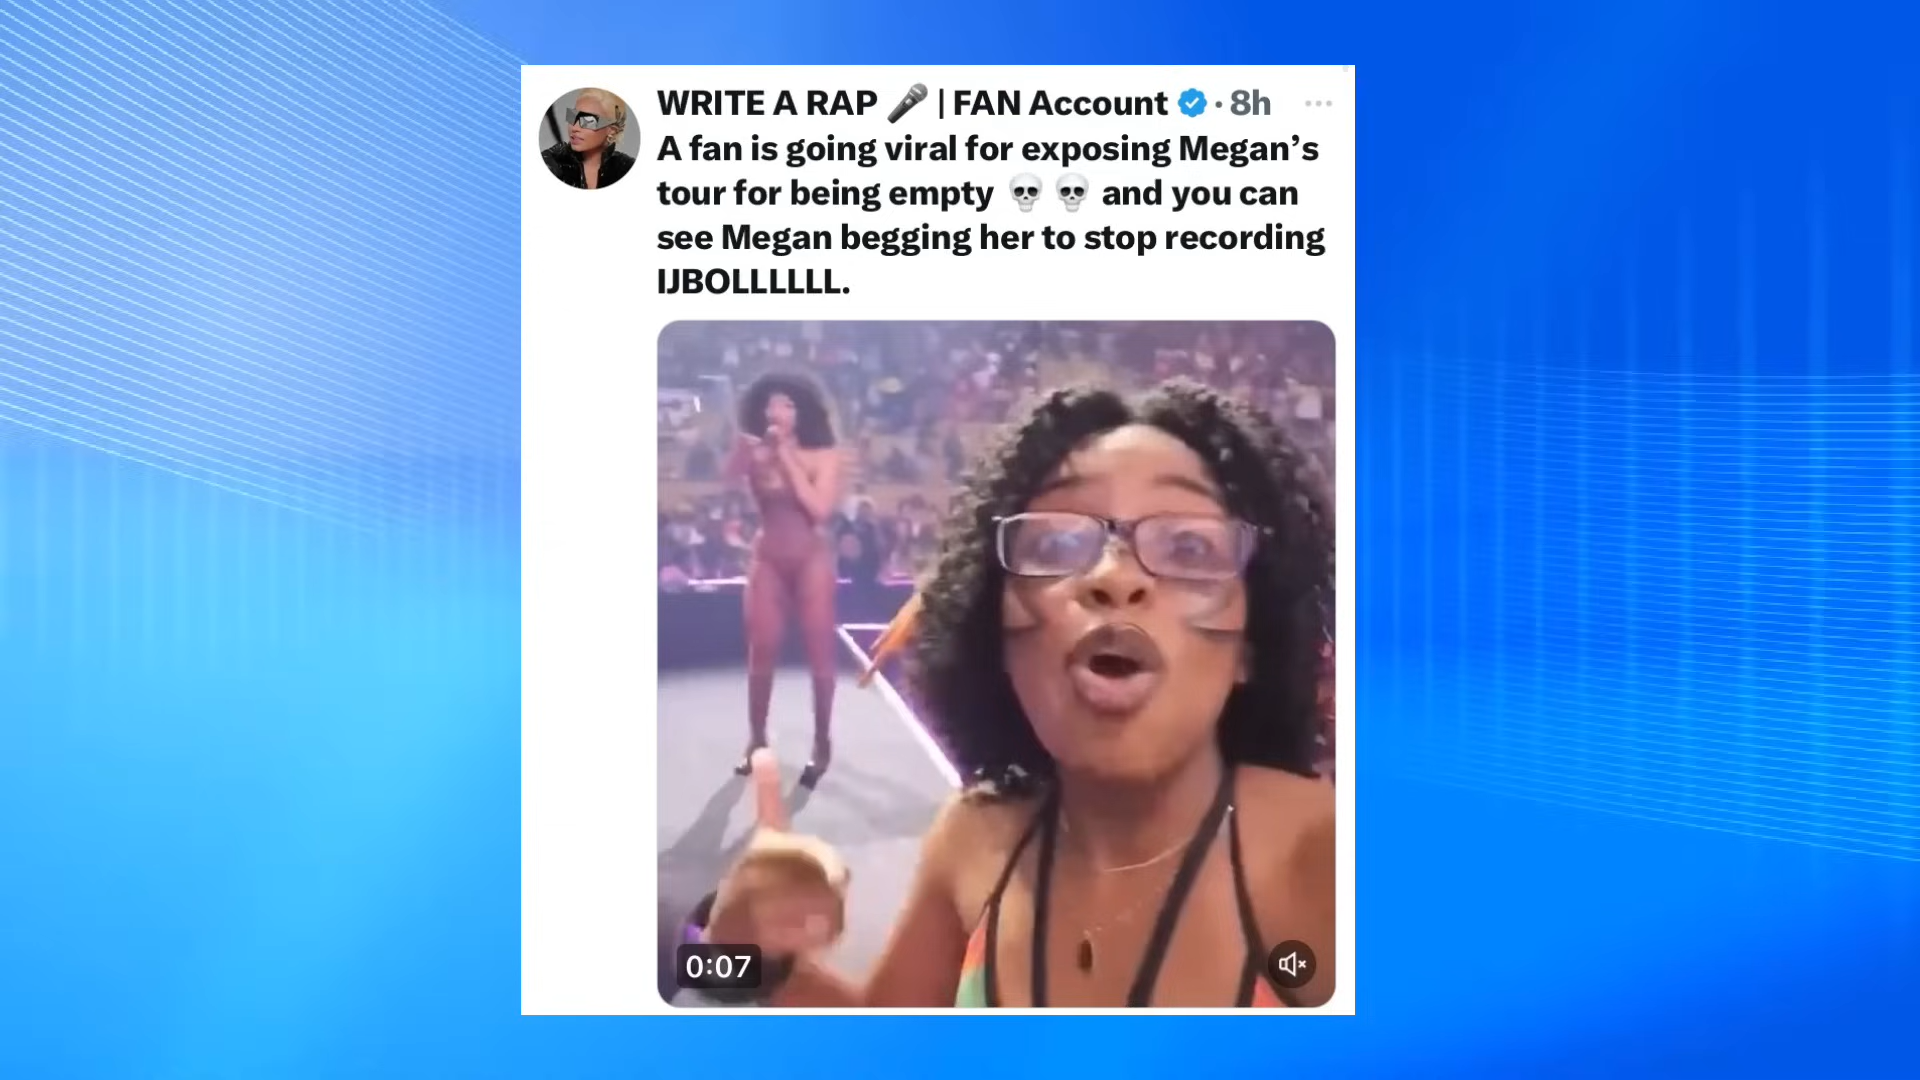 WRITE A RAP 🎤 | FAN Account · 8h
A fan is going viral for exposing Megan’s
tour for being empty 💀💀 and you can
see Megan begging her to stop recording
IJBOLLLLLL.
0:07